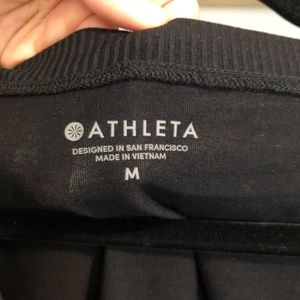 ATHLETA
DESIGNED IN SAN FRANCISCO
MADE IN VIETNAM
M